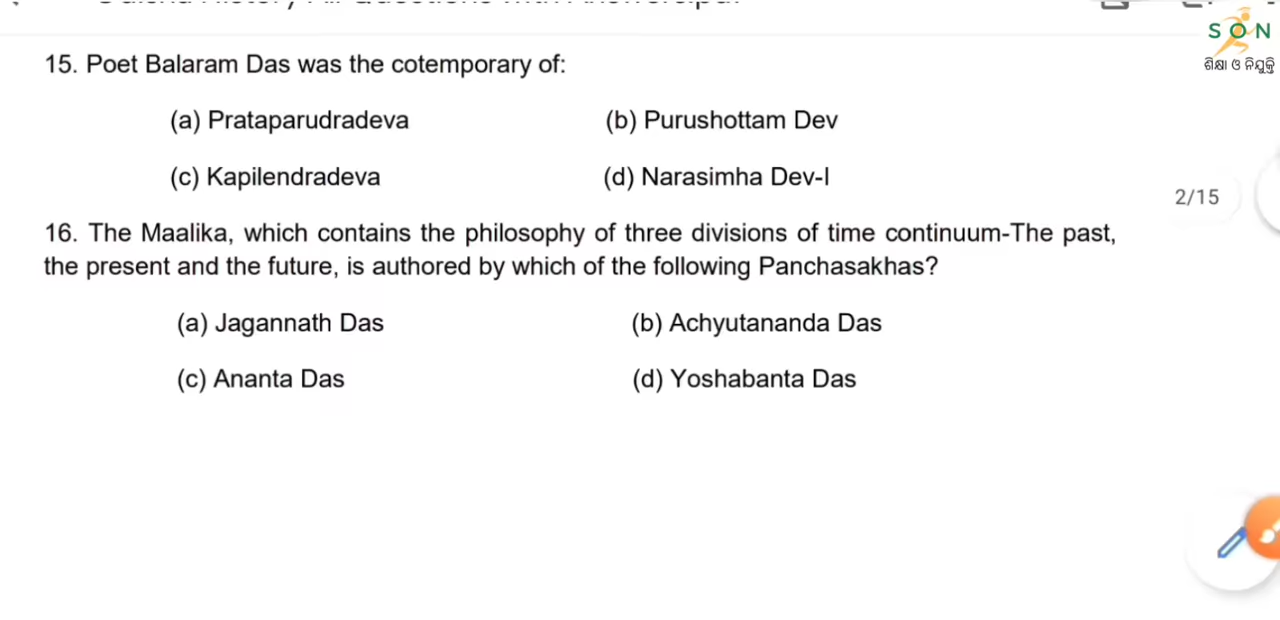 S O N
ଶିକ୍ଷା ଓ ନିଯୁକ୍ତି
15. Poet Balaram Das was the cotemporary of:
(a) Prataparudradeva (b) Purushottam Dev
(c) Kapilendradeva (d) Narasimha Dev-I
2/15
16. The Maalika, which contains the philosophy of three divisions of time continuum-The past,
the present and the future, is authored by which of the following Panchasakhas?
(a) Jagannath Das (b) Achyutananda Das
(c) Ananta Das (d) Yoshabanta Das